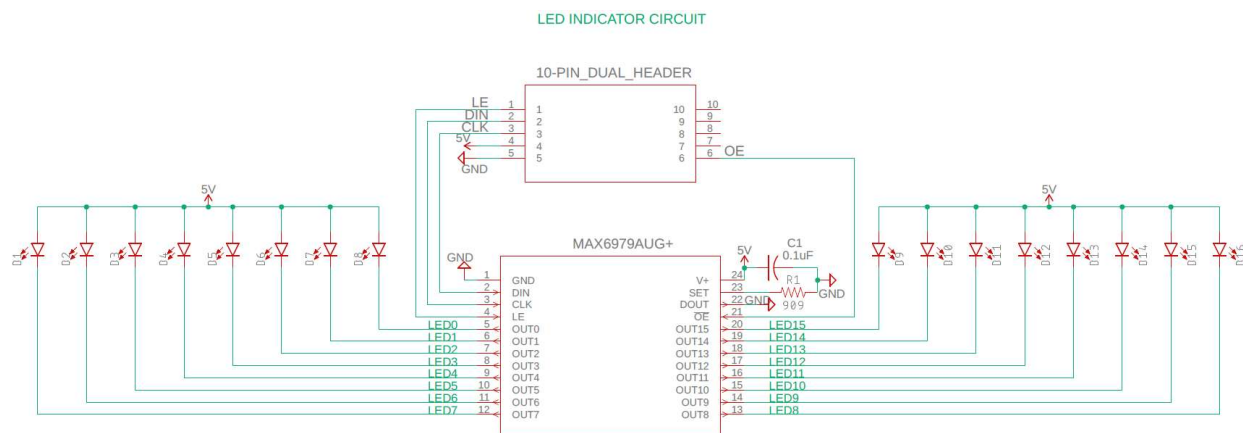 LED INDICATOR CIRCUIT
10-PIN_DUAL_HEADER
LE 1 1 10 10
DIN 2 2 9 9
CLK 3 3 8 8
5V 4 4 7 7
5 5 6 6 OE
GND
5V
5V
D1 D2 D3 D4 D5 D6 D7 D8
D9 D10 D11 D12 D13 D14 D15 D16
MAX6979AUG+
GND
5V
C1
0.1uF
R1
909
GND
GND
1 GND V+ 24
2 DIN SET 23
3 CLK DOUT 22
4 LE OE 21
LED0 5 OUT0 OUT15 20 LED15
LED1 6 OUT1 OUT14 19 LED14
LED2 7 OUT2 OUT13 18 LED13
LED3 8 OUT3 OUT12 17 LED12
LED4 9 OUT4 OUT11 16 LED11
LED5 10 OUT5 OUT10 15 LED10
LED6 11 OUT6 OUT9 14 LED9
LED7 12 OUT7 OUT8 13 LED8